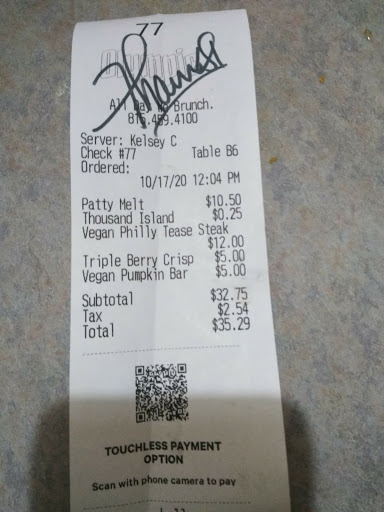 77
Thanks!
All Day Brunch.
815.489.4100
Server: Kelsey C
Check #77 Table B6
Ordered:
10/17/20 12:04 PM
Patty Melt $10.50
Thousand Island $0.25
Vegan Philly Tease Steak
$12.00
Triple Berry Crisp $5.00
Vegan Pumpkin Bar $5.00
Subtotal $32.75
Tax $2.54
Total $35.29
TOUCHLESS PAYMENT
OPTION
Scan with phone camera to pay